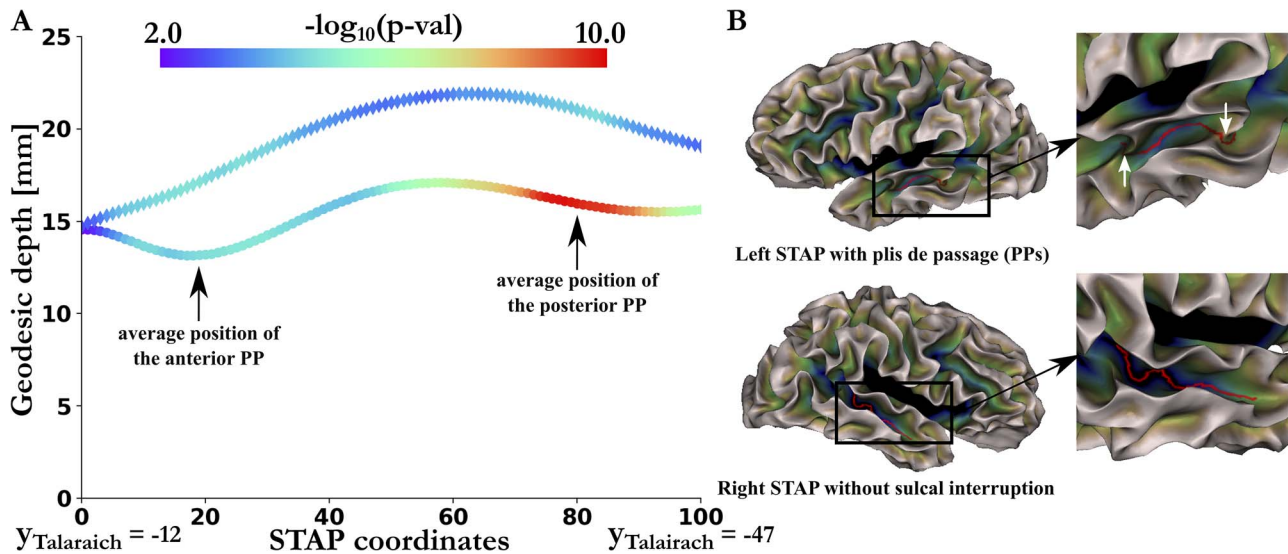 A
-log10(p-val)
2.0
10.0
25
20
15
10
5
0
Geodesic depth [mm]
average position of
the anterior PP
average position of
the posterior PP
0
20
40
60
80
100
yTalaraich = -12
STAP coordinates
yTalairach = -47
B
Left STAP with plis de passage (PPs)
Right STAP without sulcal interruption